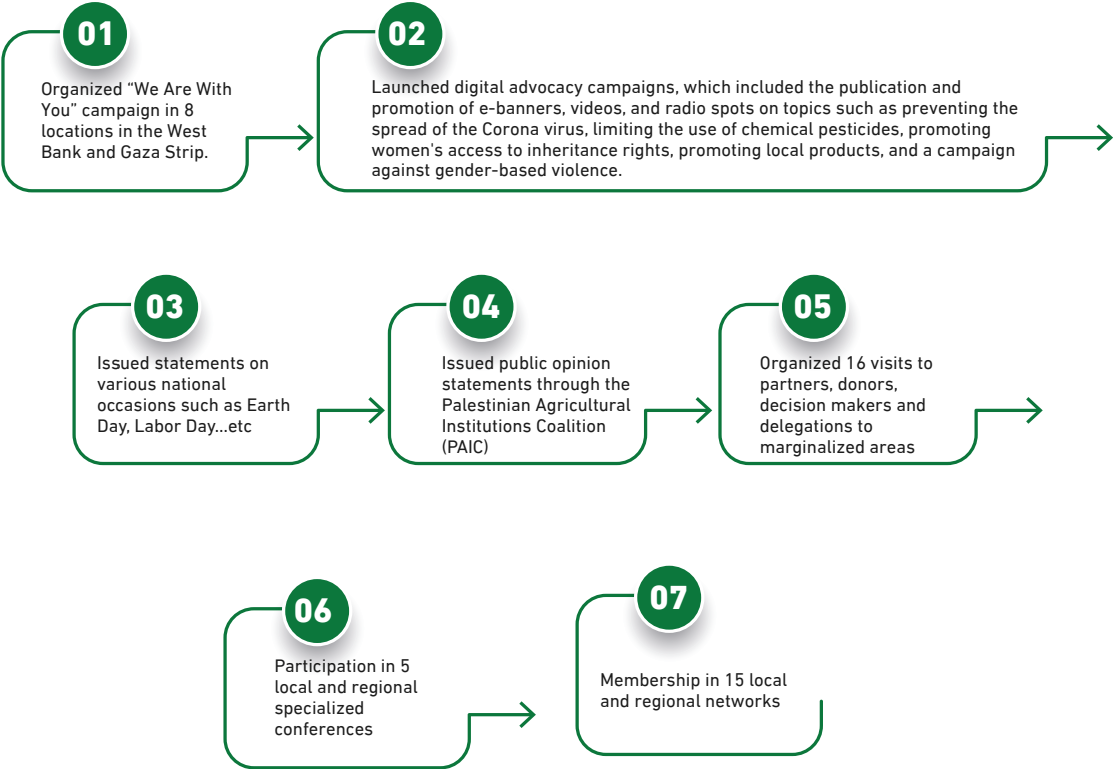 01
Organized “We Are With
You” campaign in 8
locations in the West
Bank and Gaza Strip.
02
Launched digital advocacy campaigns, which included the publication and
promotion of e-banners, videos, and radio spots on topics such as preventing the
spread of the Corona virus, limiting the use of chemical pesticides, promoting
women's access to inheritance rights, promoting local products, and a campaign
against gender-based violence.
03
Issued statements on
various national
occasions such as Earth
Day, Labor Day...etc
04
Issued public opinion
statements through the
Palestinian Agricultural
Institutions Coalition
(PAIC)
05
Organized 16 visits to
partners, donors,
decision makers and
delegations to
marginalized areas
06
Participation in 5
local and regional
specialized
conferences
07
Membership in 15 local
and regional networks